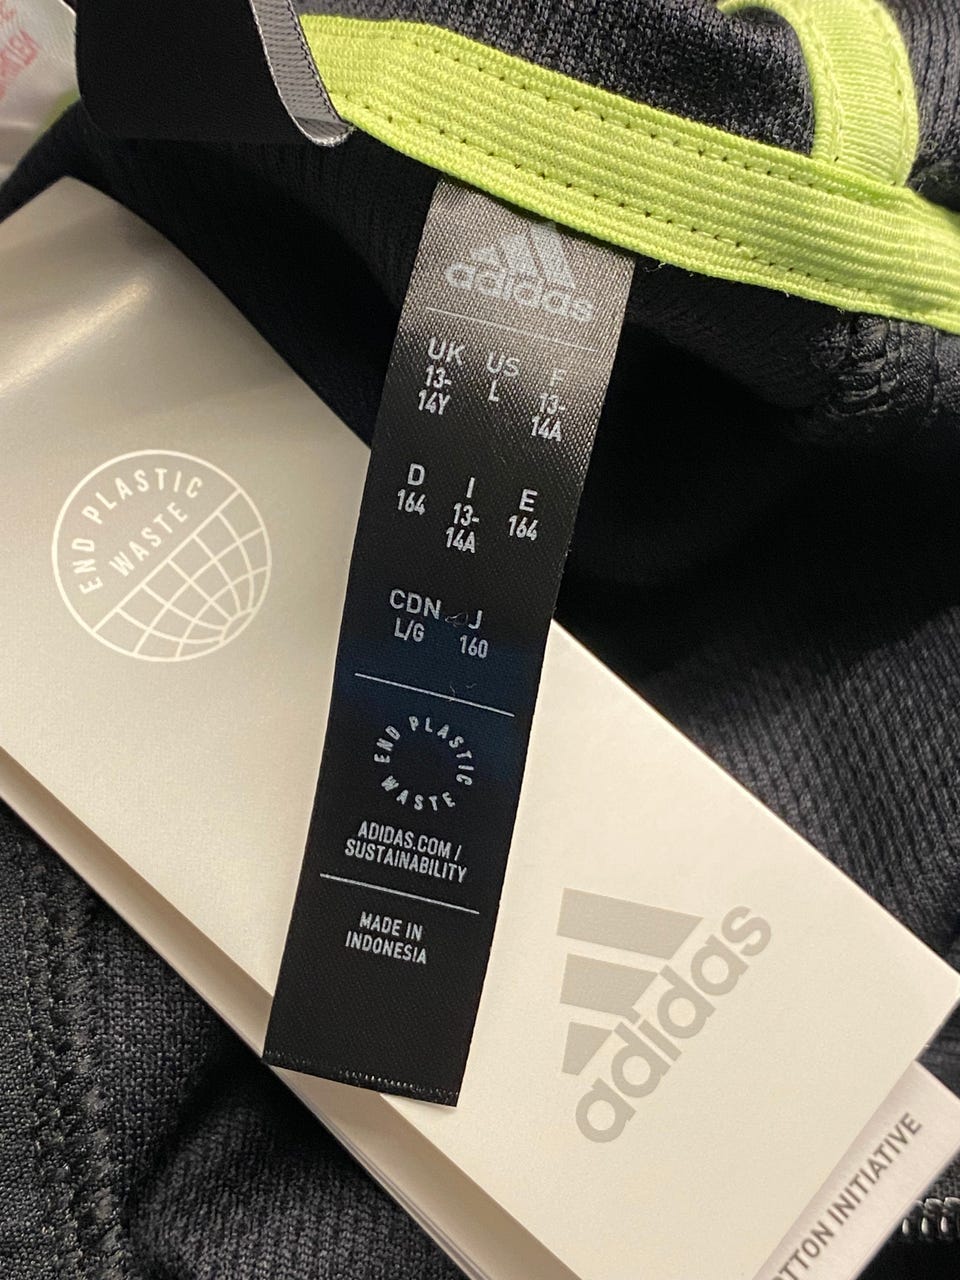 adidas
UK US F
13- L 13-
14Y 14A
D I E
164 13- 164
14A
CDN J
L/G 160
END PLASTIC
WASTE
ADIDAS.COM /
SUSTAINABILITY
MADE IN
INDONESIA
END PLASTIC
WASTE
adidas
INITIATIVE